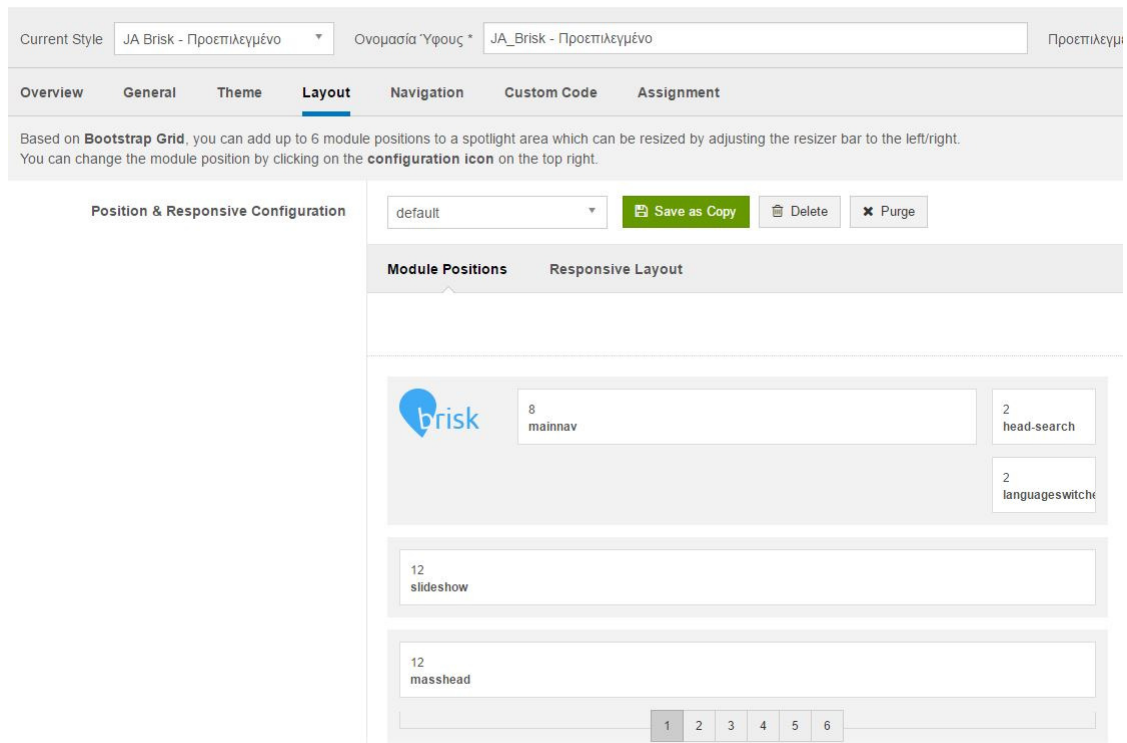 Current Style JA Brisk - Προεπιλεγμένο Ονομασία Ύφους * JA_Brisk - Προεπιλεγμένο Προεπιλεγμέ
Overview General Theme Layout Navigation Custom Code Assignment
Based on Bootstrap Grid, you can add up to 6 module positions to a spotlight area which can be resized by adjusting the resizer bar to the left/right.
You can change the module position by clicking on the configuration icon on the top right.
Position & Responsive Configuration default Save as Copy Delete Purge
Module Positions Responsive Layout
brisk
8
mainnav
2
head-search
2
languageswitche
12
slideshow
12
masshead
1 2 3 4 5 6